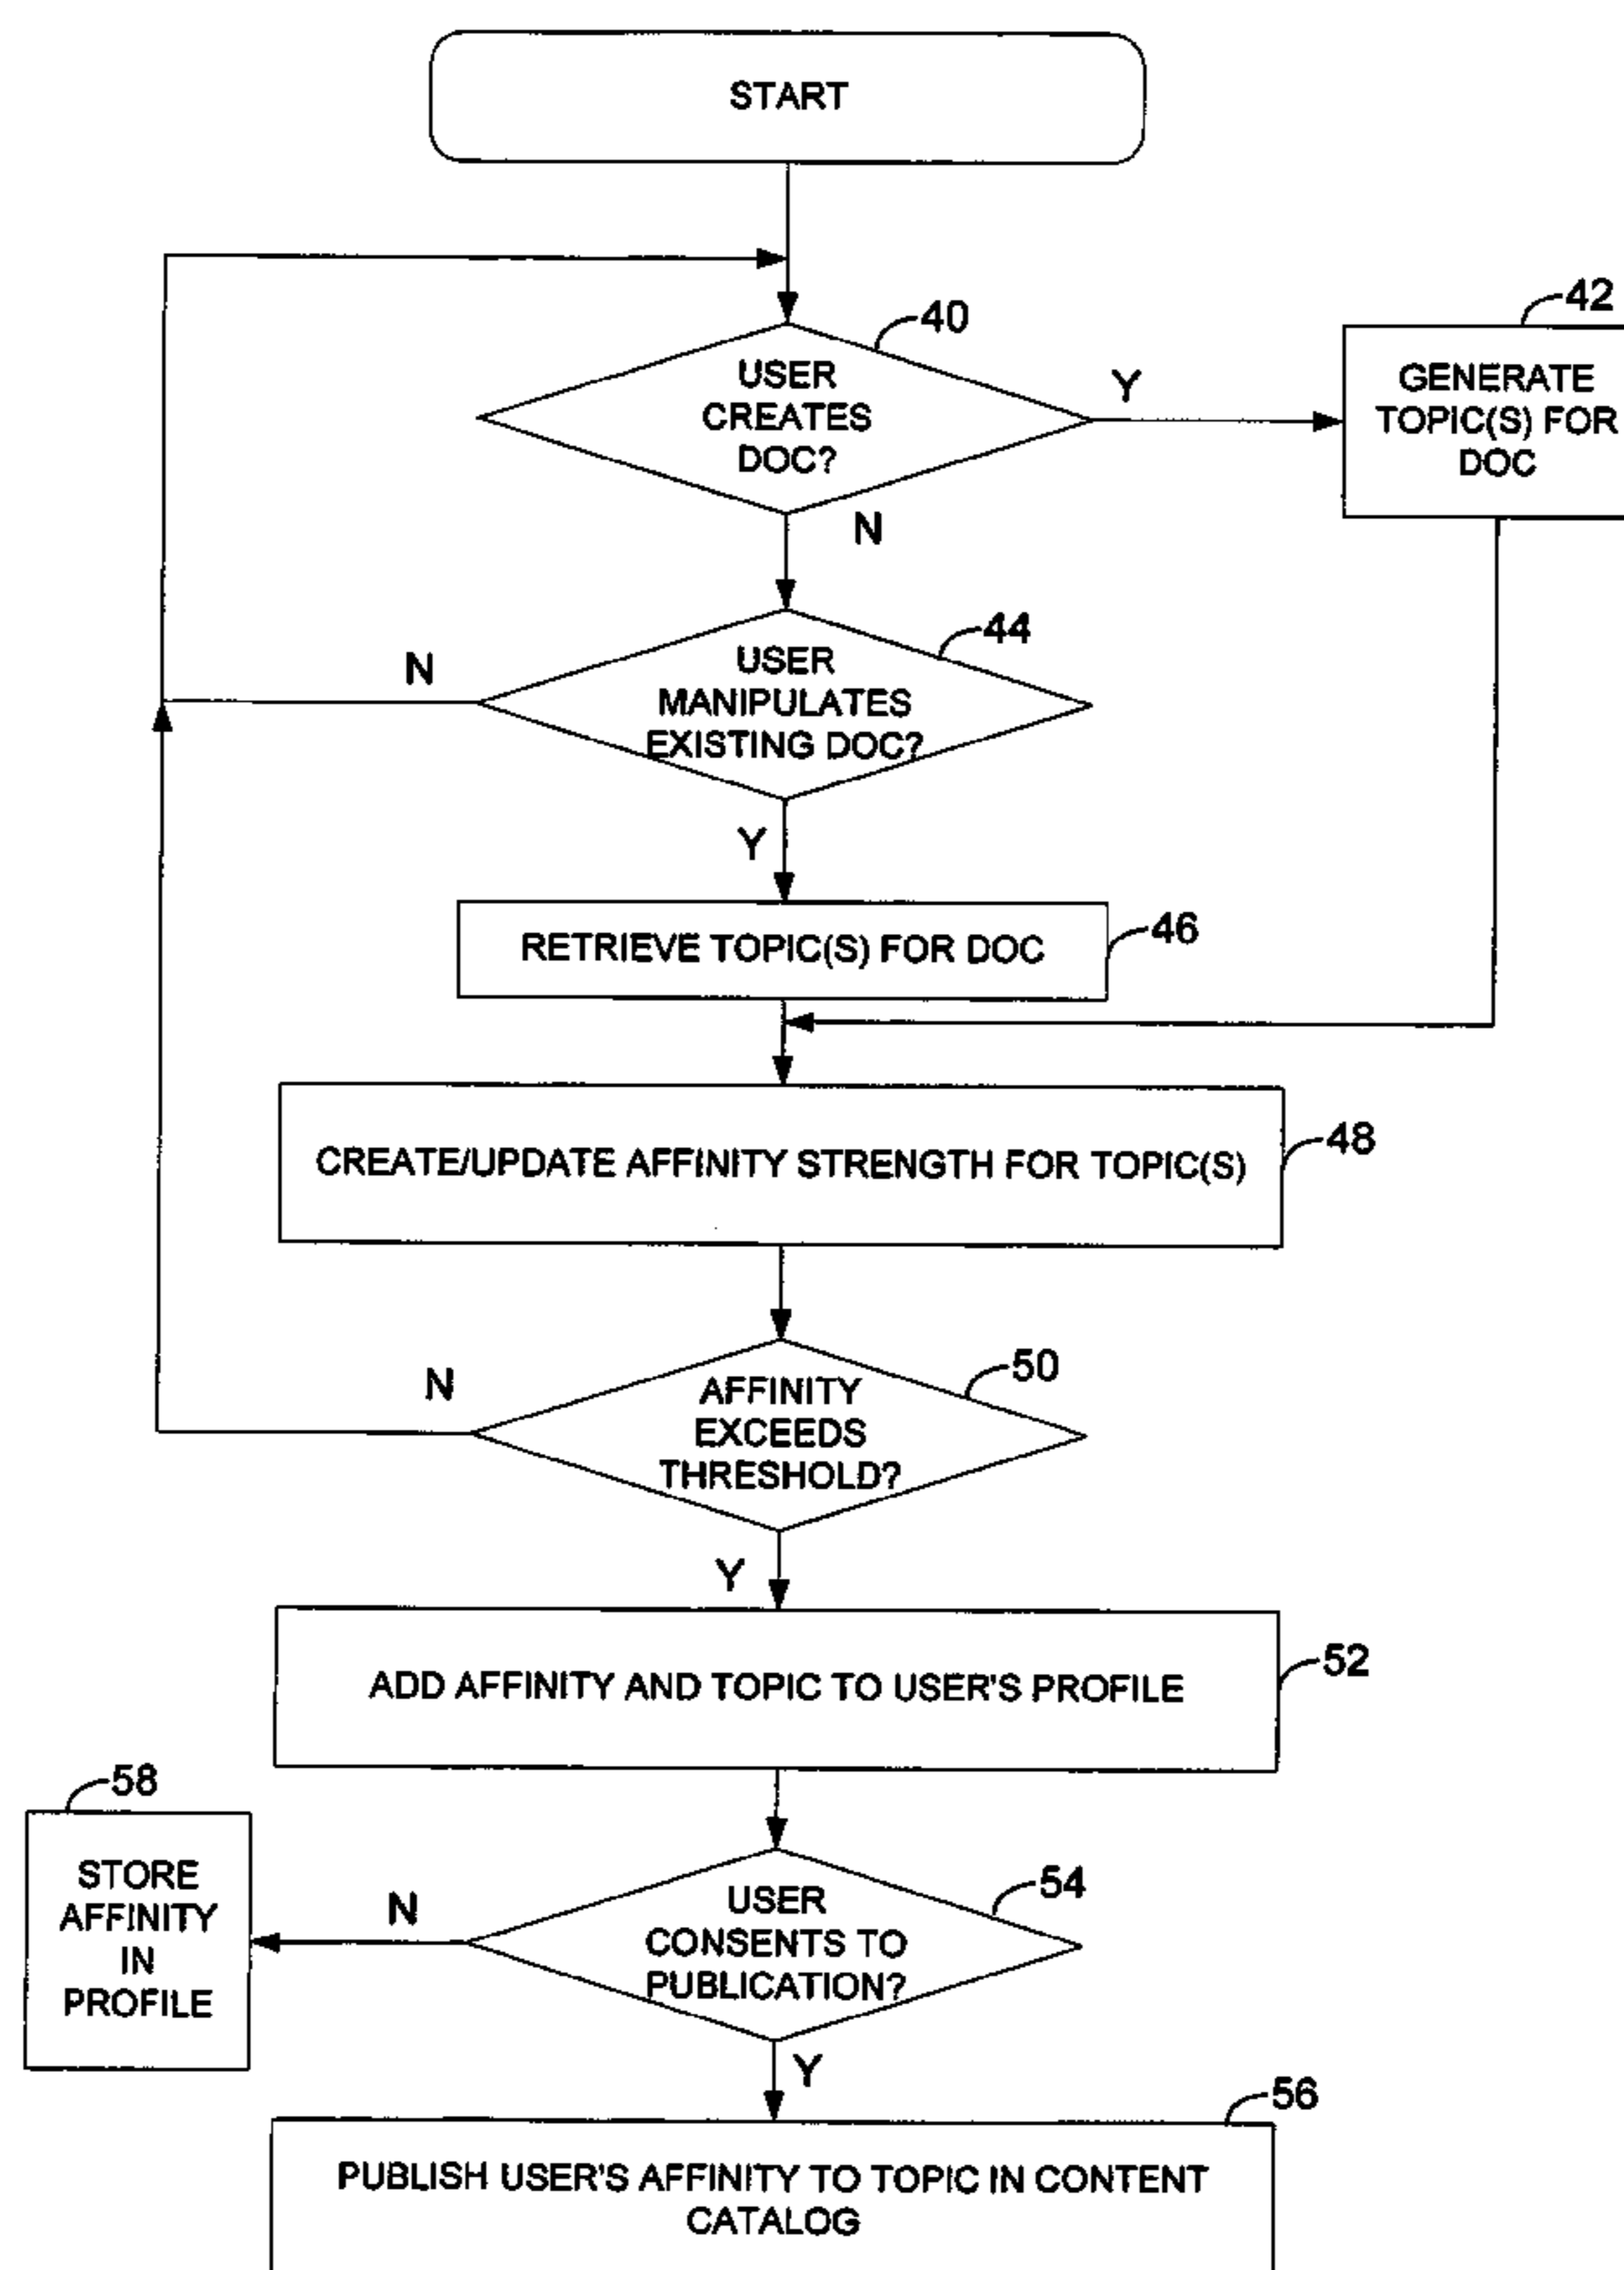 START
40
USER
CREATES
DOC?
Y
N
42
GENERATE
TOPIC(S) FOR
DOC
44
USER
MANIPULATES
EXISTING DOC?
N
Y
RETRIEVE TOPIC(S) FOR DOC
46
CREATE/UPDATE AFFINITY STRENGTH FOR TOPIC(S)
48
50
AFFINITY
EXCEEDS
THRESHOLD?
N
Y
ADD AFFINITY AND TOPIC TO USER'S PROFILE
52
54
USER
CONSENTS TO
PUBLICATION?
N
Y
58
STORE
AFFINITY
IN
PROFILE
56
PUBLISH USER'S AFFINITY TO TOPIC IN CONTENT
CATALOG